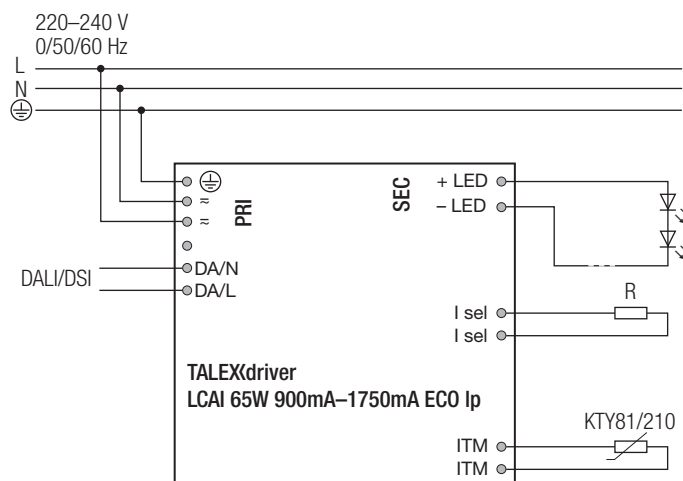 220–240 V
0/50/60 Hz
L
N
PRI
SEC
+ LED
– LED
≂
≂
DALI/DSI
DA/N
DA/L
I sel
I sel
R
TALEXXdriver
LCAI 65W 900mA–1750mA ECO lp
KTY81/210
ITM
ITM